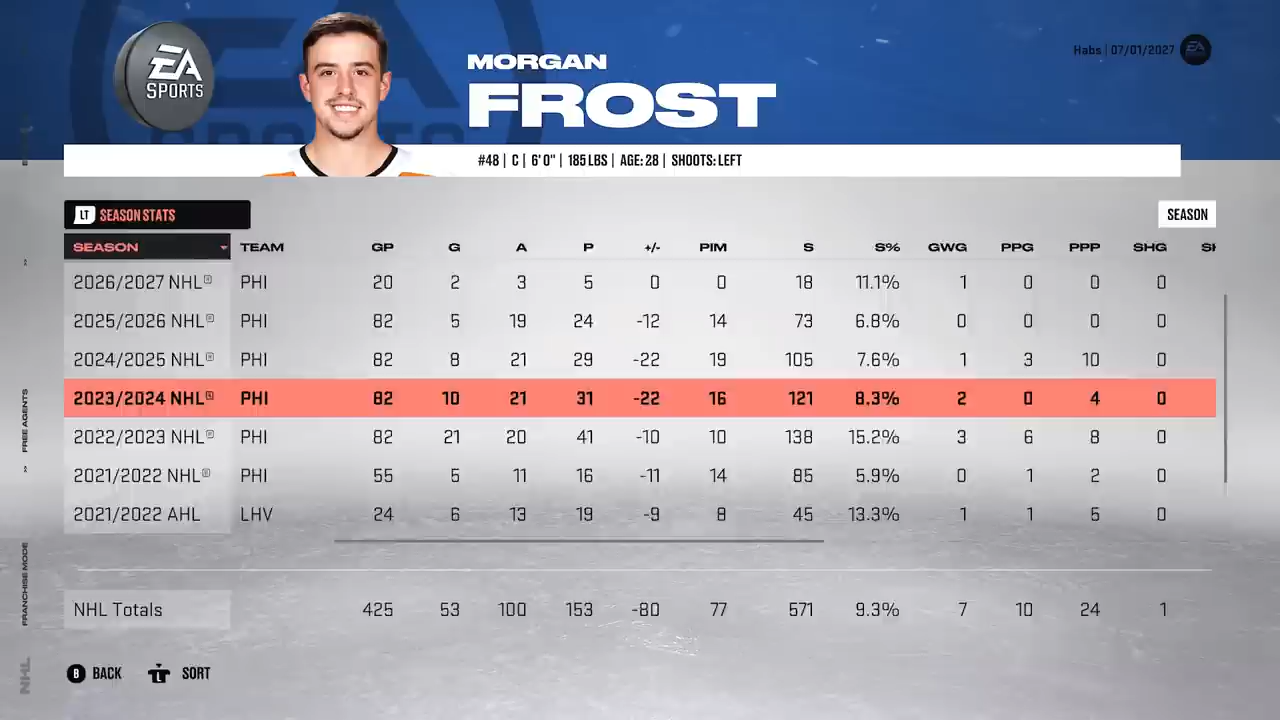 EA SPORTS
MORGAN
FROST
Habs | 07/01/2027 EA
#48 | C | 6' 0" | 185 LBS | AGE: 28 | SHOOTS: LEFT
LT SEASON STATS
SEASON
SEASON TEAM GP G A P +/- PIM S S% GWG PPG PPP SHG
2026/2027 NHL PHI 20 2 3 5 0 0 18 11.1% 1 0 0 0
2025/2026 NHL PHI 82 5 19 24 -12 14 73 6.8% 0 0 0 0
2024/2025 NHL PHI 82 8 21 29 -22 19 105 7.6% 1 3 10 0
2023/2024 NHL PHI 82 10 21 31 -22 16 121 8.3% 2 0 4 0
2022/2023 NHL PHI 82 21 20 41 -10 10 138 15.2% 3 6 8 0
2021/2022 NHL PHI 55 5 11 16 -11 14 85 5.9% 0 1 2 0
2021/2022 AHL LHV 24 6 13 19 -9 8 45 13.3% 1 1 5 0
NHL Totals 425 53 100 153 -80 77 571 9.3% 7 10 24 1
B BACK L SORT
NHL FRANCHISE MODE >> FREE AGENTS >>